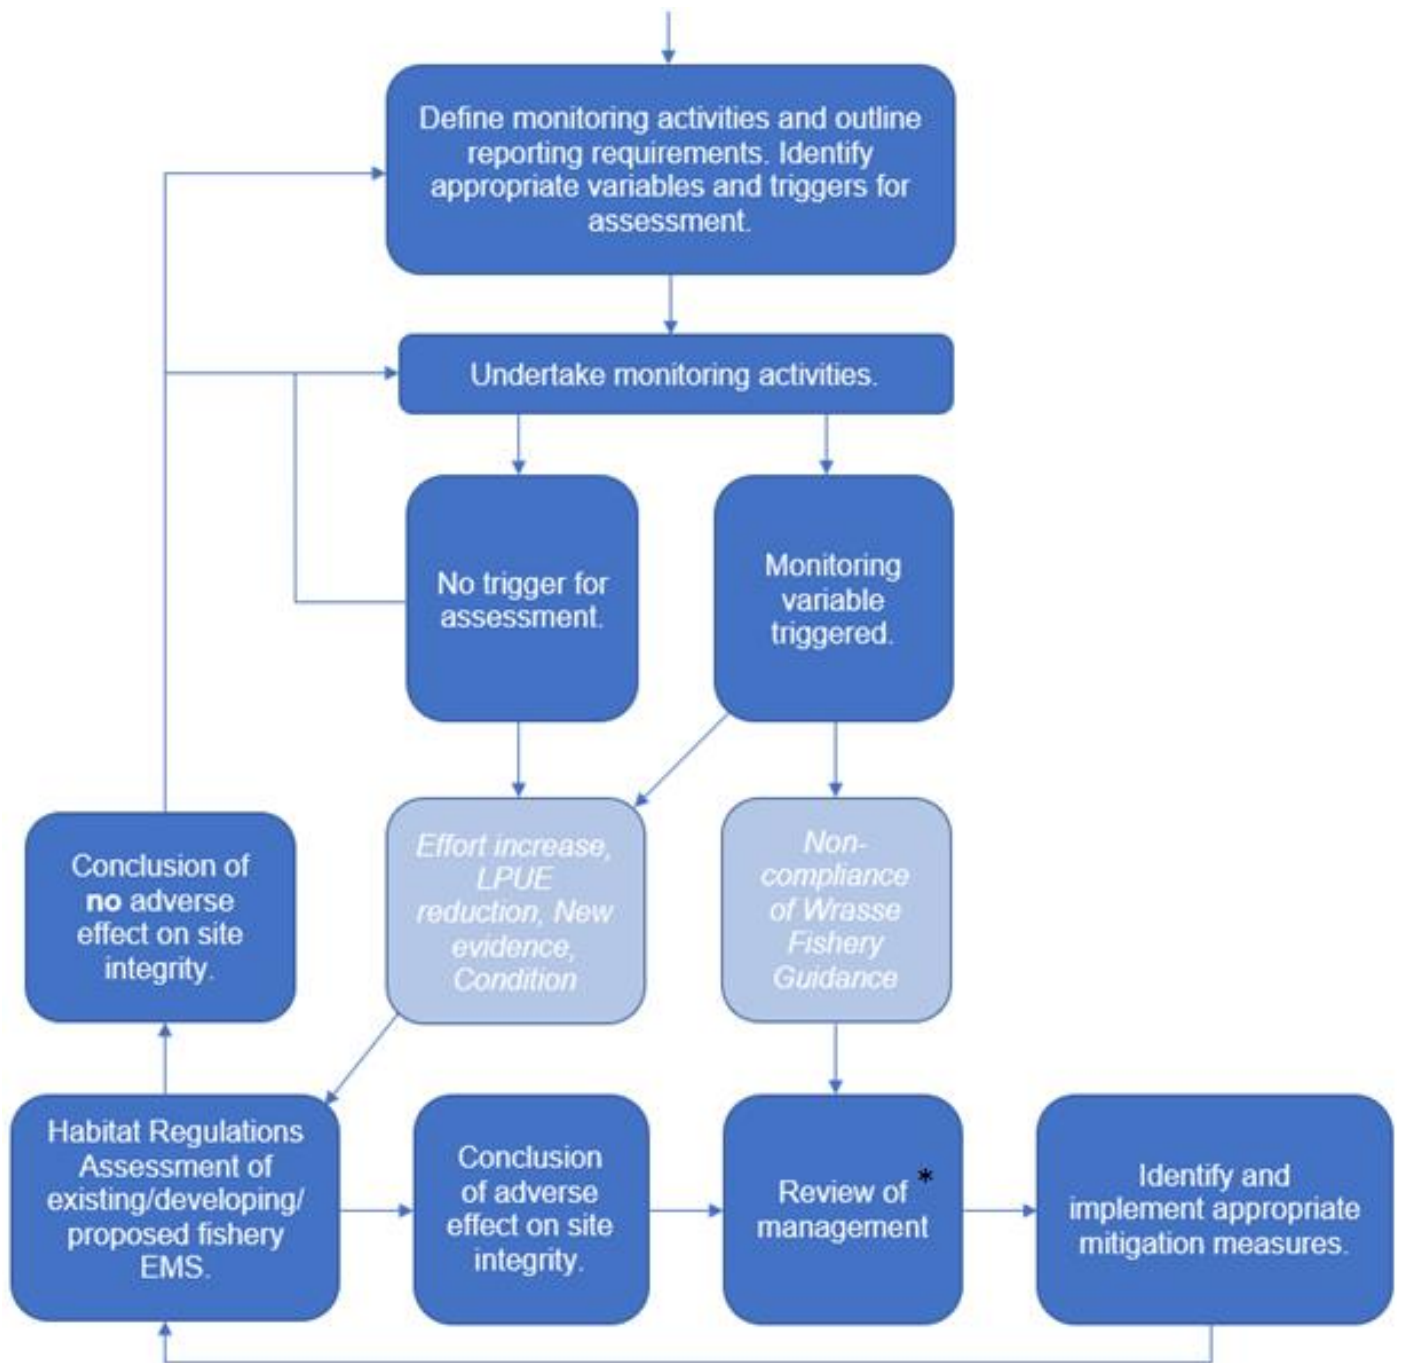 Define monitoring activities and outline
reporting requirements. Identify
appropriate variables and triggers for
assessment.
Undertake monitoring activities.
No trigger for
assessment.
Monitoring
variable
triggered.
Conclusion of
no adverse
effect on site
integrity.
Effort increase,
LPUE
reduction, New
evidence,
Condition
Non-
compliance
of Wrasse
Fishery
Guidance
Habitat Regulations
Assessment of
existing/developing/
proposed fishery
EMS.
Conclusion
of adverse
effect on site
integrity.
Review of *
management
Identify and
implement appropriate
mitigation measures.